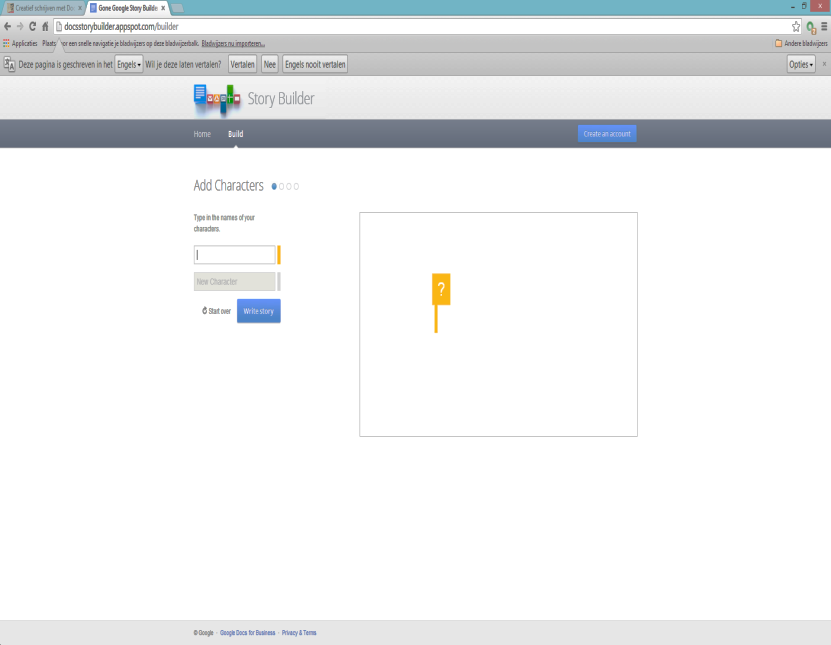 Creatief schrijven met Do
Gone Google Story Builde
docsstorybuilder.appspot.com/builder
Applicaties Plaats voor een snelle navigatie je bladwijzers op deze bladwijzerbalk. Bladwijzers nu importeren... Andere bladwijzers
Deze pagina is geschreven in het Engels Wil je deze laten vertalen? Vertalen Nee Engels nooit vertalen Opties
Story Builder
Home Build Create an account
Add Characters
Type in the names of your
characters.
New Character
?
Start over Write story
© Google · Google Docs for Business · Privacy & Terms